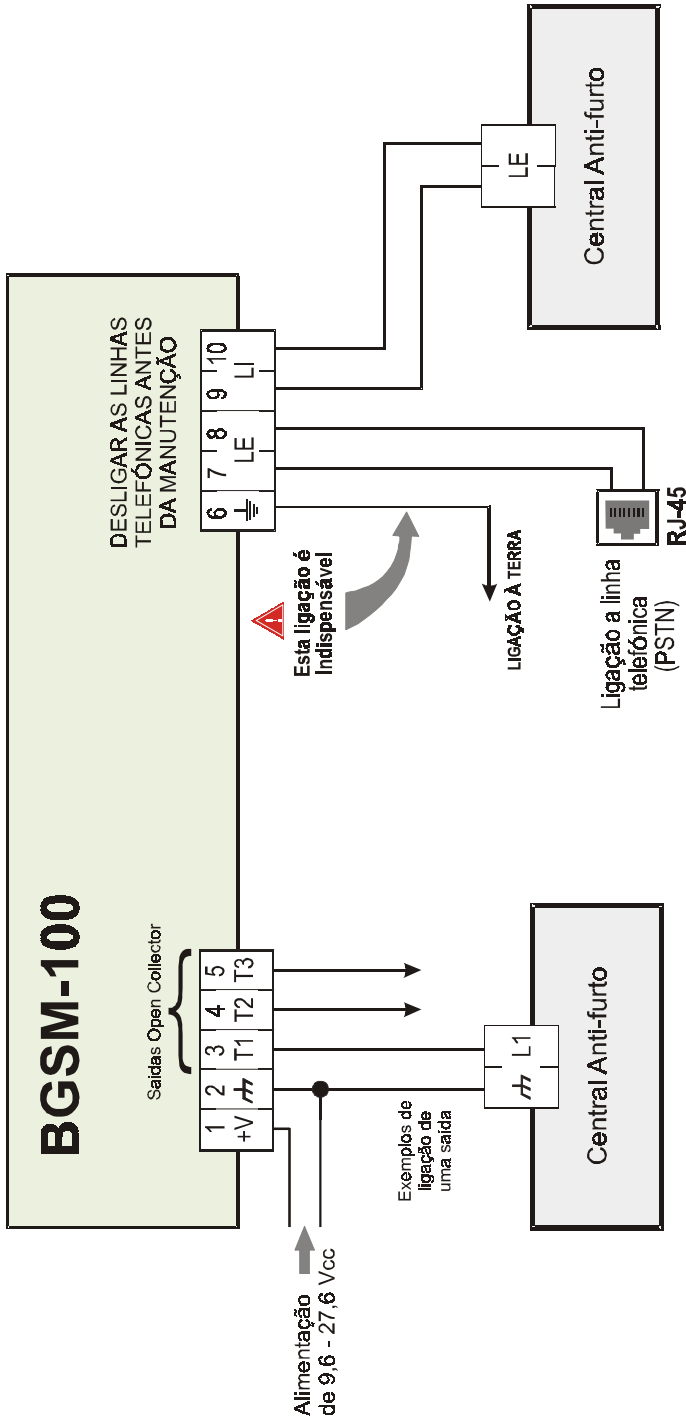 BGSM-100
DESLIGAR AS LINHAS
TELEFÓNICAS ANTES
DA MANUTENÇÃO
Saidas Open Collector
1 2 3 4 5
+V T1 T2 T3
6 7 8 9 10
LE LI
Alimentação
de 9,6 - 27,6 Vcc
Exemplos de
ligação de
uma saída
L1
Central Anti-furto
Esta ligação é
Indispensável
LIGAÇÃO À TERRA
Ligação a linha
telefónica
(PSTN)
RJ-45
LE
Central Anti-furto